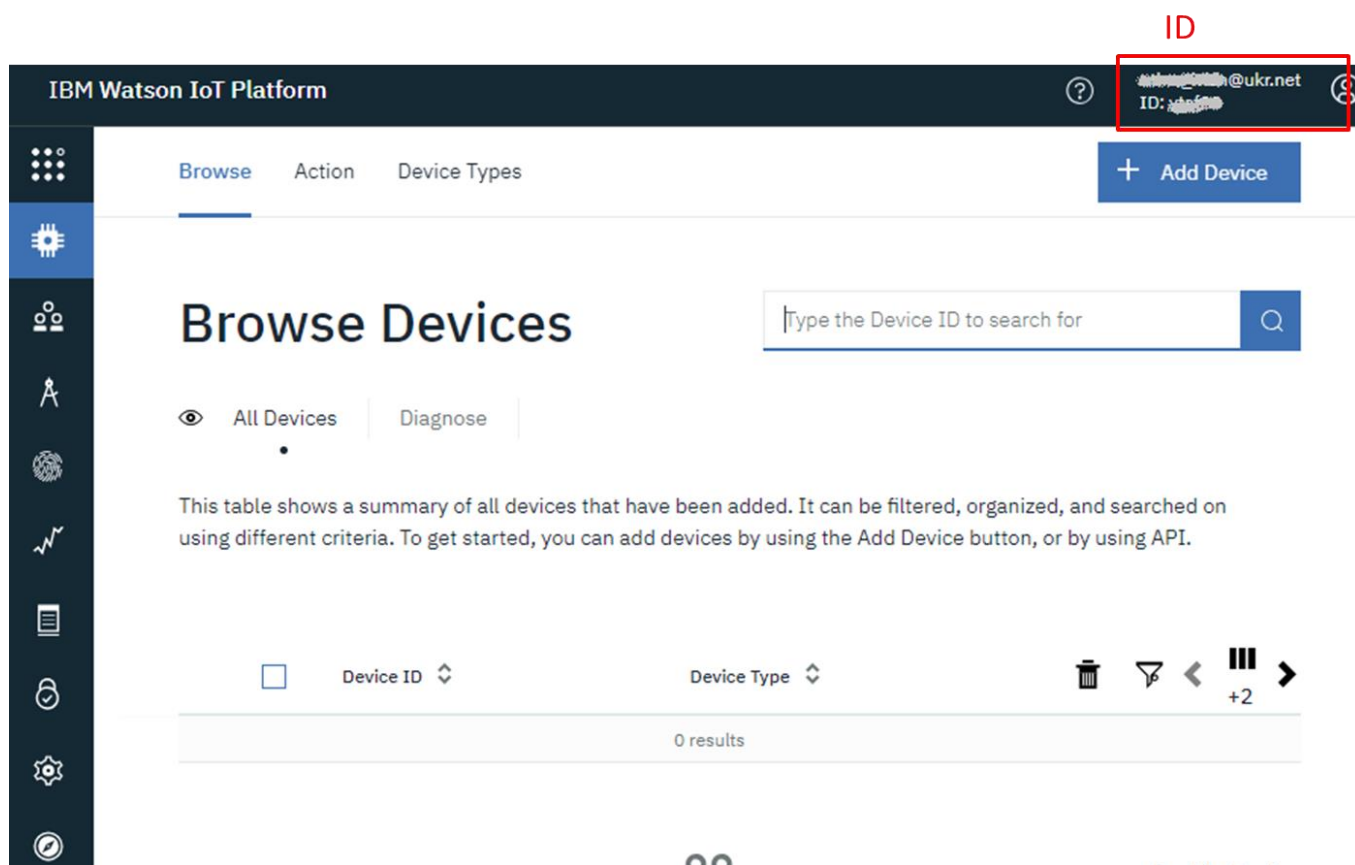 ID
IBM Watson IoT Platform
@ukr.net
ID:
Browse Action Device Types
+ Add Device
Browse Devices
Type the Device ID to search for
All Devices Diagnose
This table shows a summary of all devices that have been added. It can be filtered, organized, and searched on
using different criteria. To get started, you can add devices by using the Add Device button, or by using API.
Device ID Device Type
+2
0 results